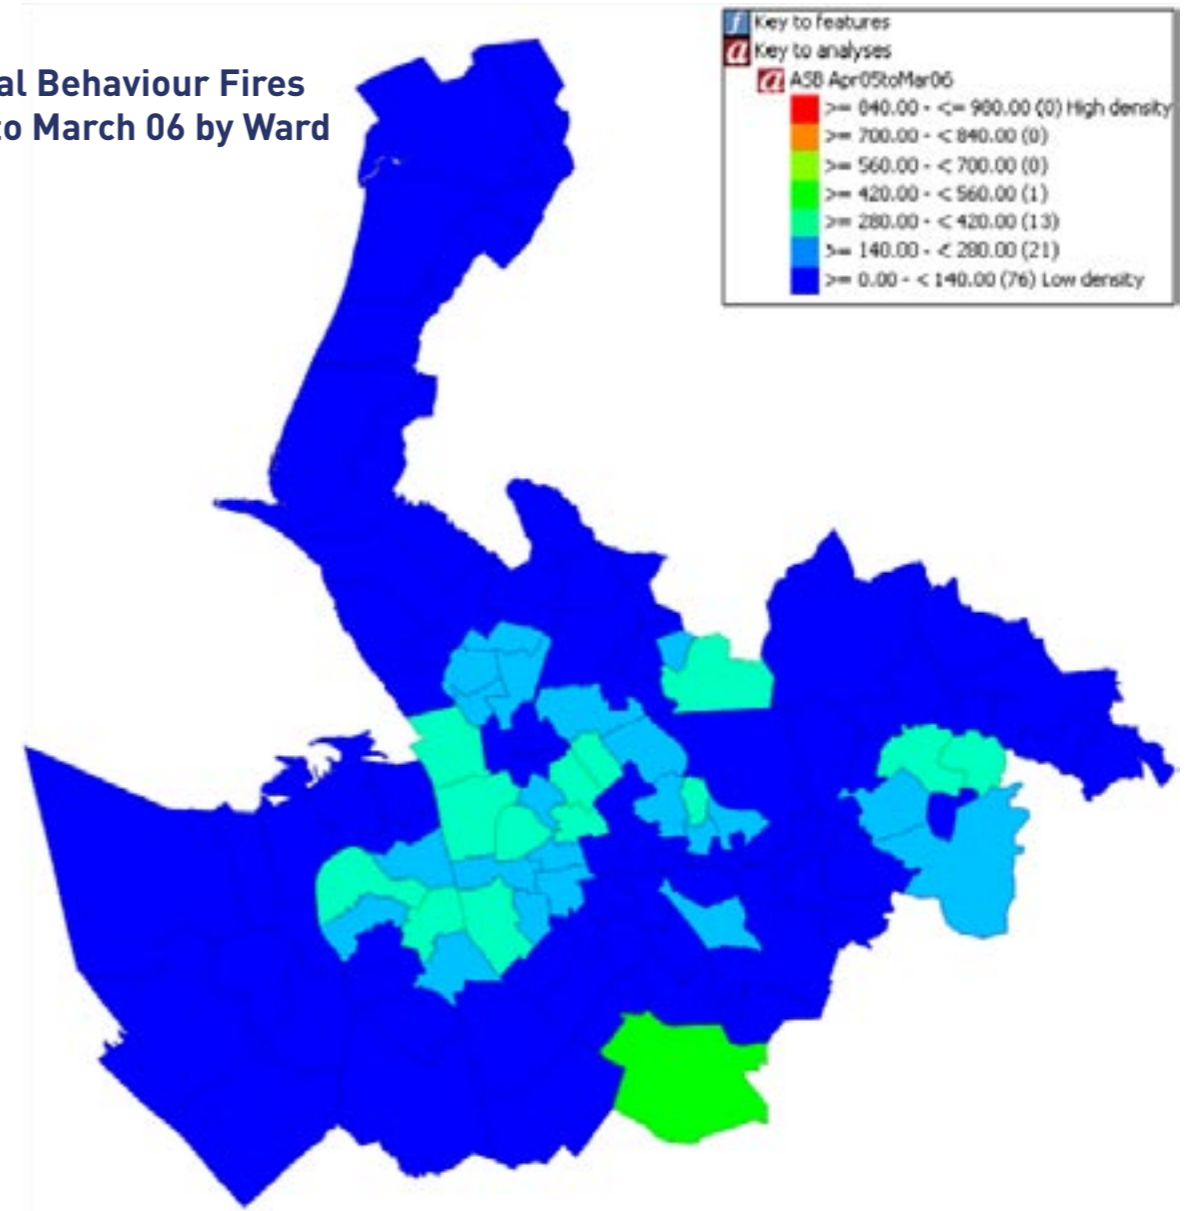 al Behaviour Fires
to March 06 by Ward
f Key to features
a Key to analyses
a ASB Apr05toMar06
>= 840.00 - <= 980.00 (0) High density
>= 700.00 - < 840.00 (0)
>= 560.00 - < 700.00 (0)
>= 420.00 - < 560.00 (1)
>= 280.00 - < 420.00 (13)
>= 140.00 - < 280.00 (21)
>= 0.00 - < 140.00 (76) Low density